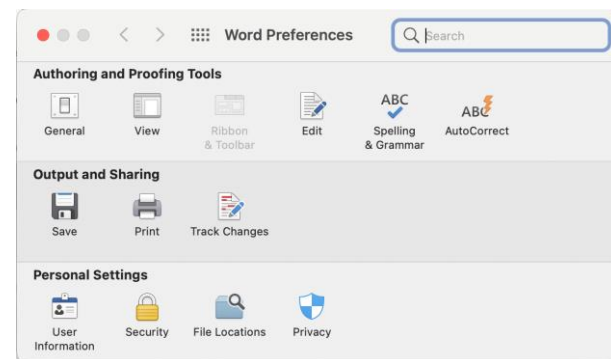 Word Preferences
Search
Authoring and Proofing Tools
ABC
ABC
General View Ribbon Edit Spelling AutoCorrect
& Toolbar & Grammar
Output and Sharing
Save Print Track Changes
Personal Settings
User Security File Locations Privacy
Information